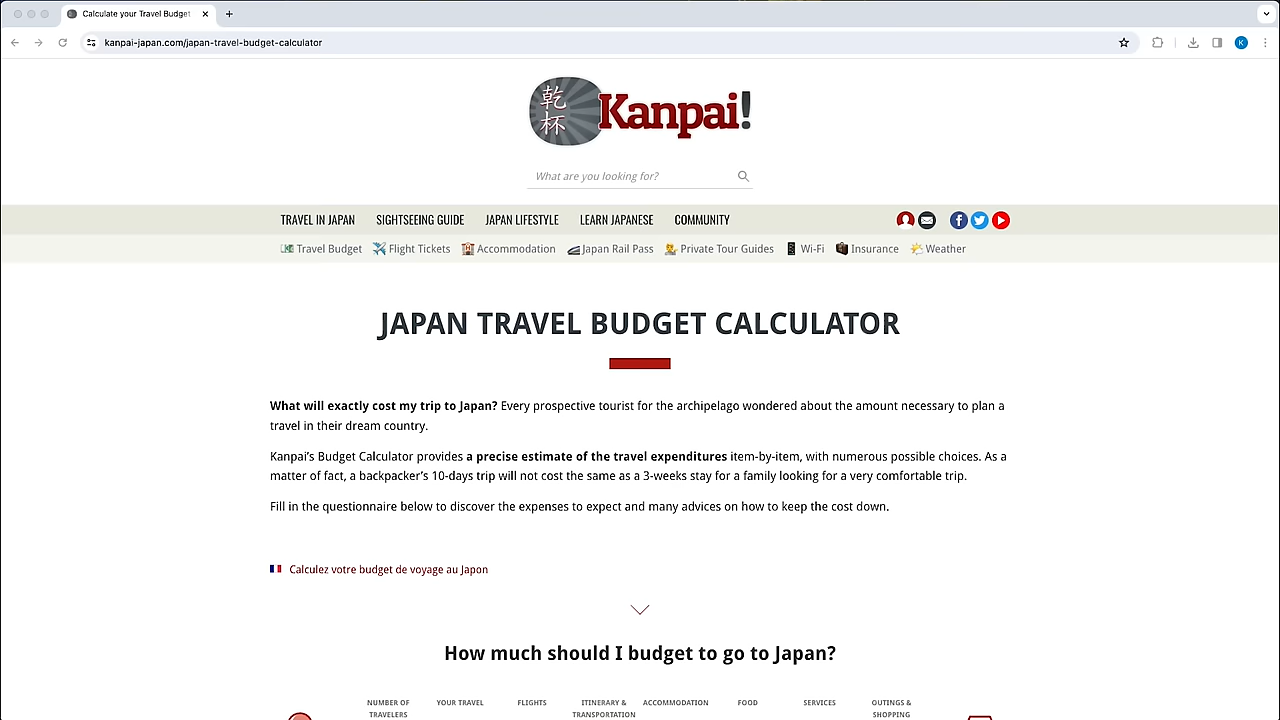 Calculate your Travel Budget
kanpai-japan.com/japan-travel-budget-calculator
K
乾杯
Kanpai!
What are you looking for?
TRAVEL IN JAPAN SIGHTSEEING GUIDE JAPAN LIFESTYLE LEARN JAPANESE COMMUNITY
Travel Budget Flight Tickets Accommodation Japan Rail Pass Private Tour Guides Wi-Fi Insurance Weather
JAPAN TRAVEL BUDGET CALCULATOR
What will exactly cost my trip to Japan? Every prospective tourist for the archipelago wondered about the amount necessary to plan a
travel in their dream country.
Kanpai’s Budget Calculator provides a precise estimate of the travel expenditures item-by-item, with numerous possible choices. As a
matter of fact, a backpacker’s 10-days trip will not cost the same as a 3-weeks stay for a family looking for a very comfortable trip.
Fill in the questionnaire below to discover the expenses to expect and many advices on how to keep the cost down.
Calculez votre budget de voyage au Japon
How much should I budget to go to Japan?
NUMBER OF YOUR TRAVEL FLIGHTS ITINERARY & ACCOMMODATION FOOD SERVICES OUTINGS &
TRAVELERS TRANSPORTATION SHOPPING